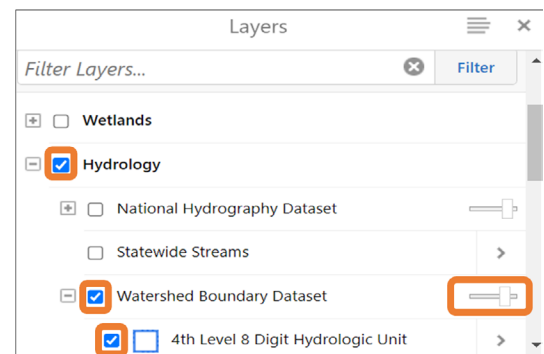 Layers
Filter Layers...
Filter
Wetlands
Hydrology
National Hydrography Dataset
Statewide Streams
Watershed Boundary Dataset
4th Level 8 Digit Hydrologic Unit